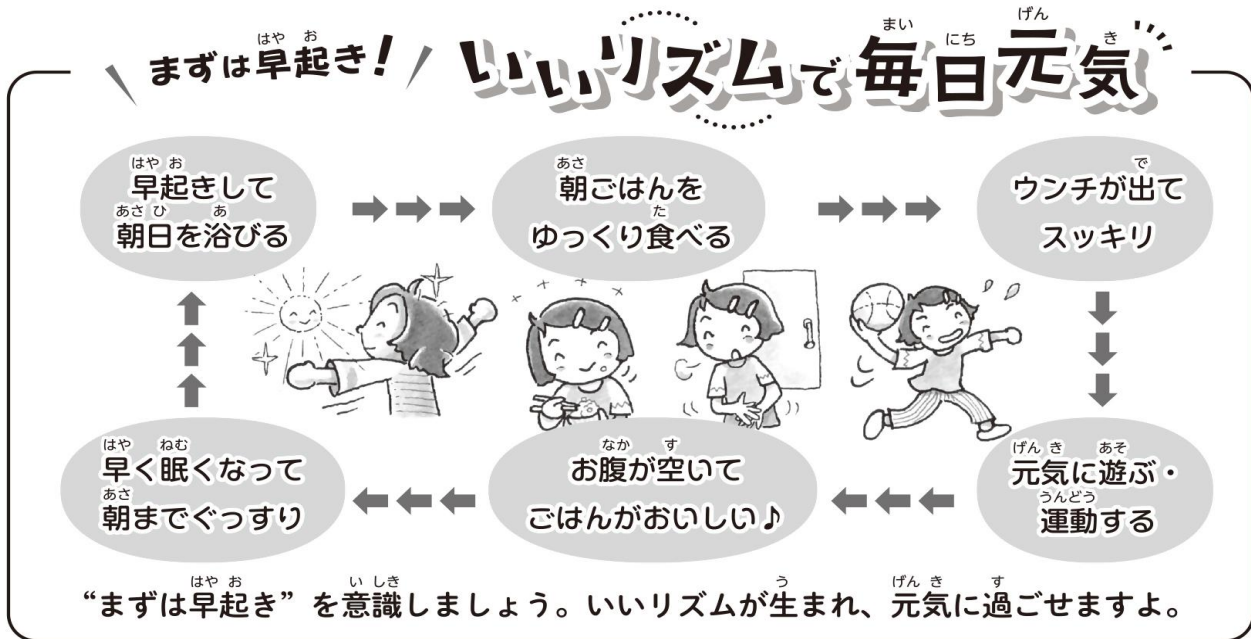 まずは早起き!
いいリズムで毎日元気
早起きして
朝日を浴びる
朝ごはんを
ゆっくり食べる
ウンチが出て
スッキリ
元気に遊ぶ・
運動する
お腹が空いて
ごはんがおいしい♪
早く眠くなって
朝までぐっすり
“まずは早起き”を意識しましょう。いいリズムが生まれ、元気に過ごせますよ。